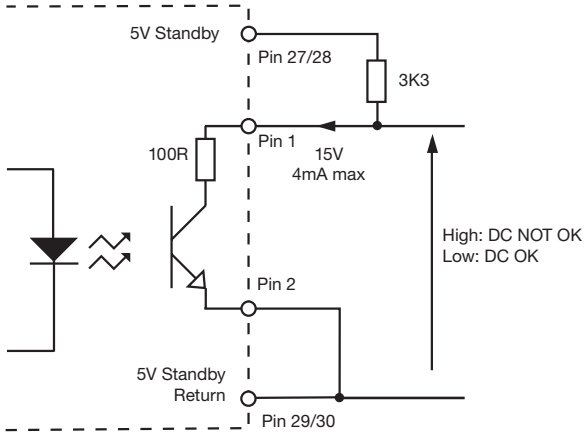 5V Standby
Pin 27/28
3K3
Pin 1
100R
15V
4mA max
High: DC NOT OK
Low: DC OK
Pin 2
5V Standby
Return
Pin 29/30